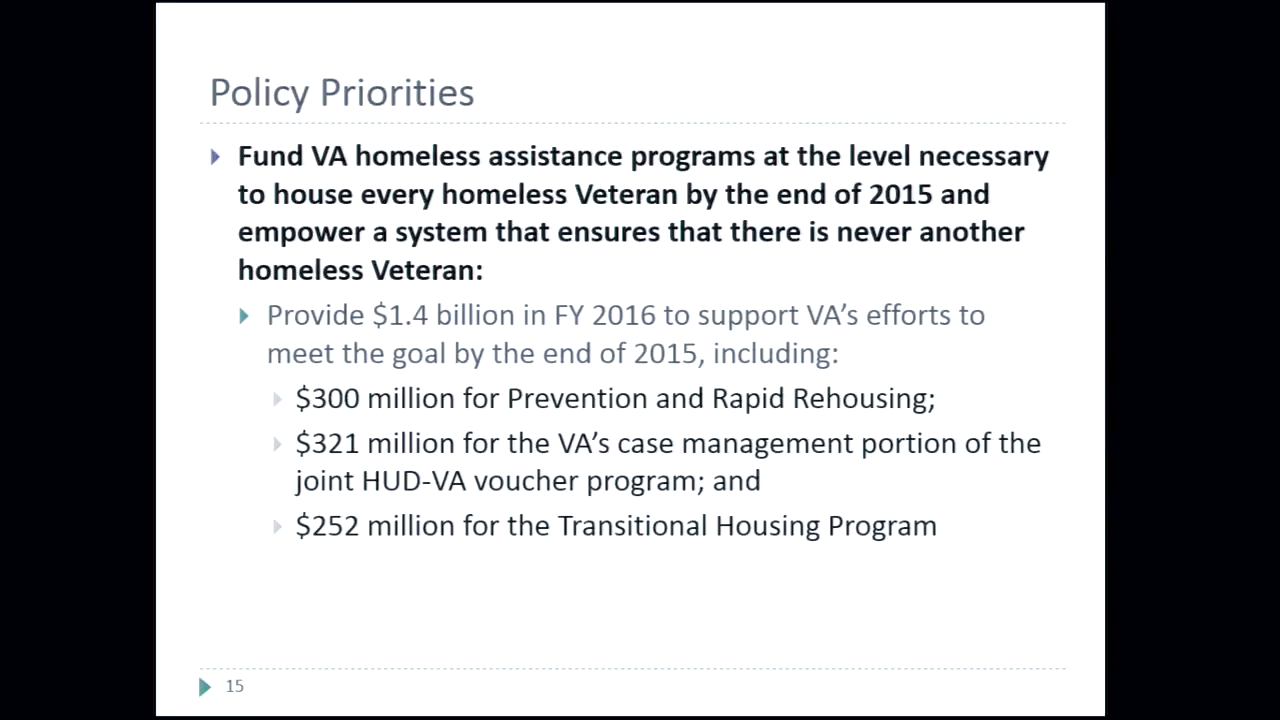 Policy Priorities
Fund VA homeless assistance programs at the level necessary
to house every homeless Veteran by the end of 2015 and
empower a system that ensures that there is never another
homeless Veteran:
Provide $1.4 billion in FY 2016 to support VA’s efforts to
meet the goal by the end of 2015, including:
$300 million for Prevention and Rapid Rehousing;
$321 million for the VA’s case management portion of the
joint HUD-VA voucher program; and
$252 million for the Transitional Housing Program
15